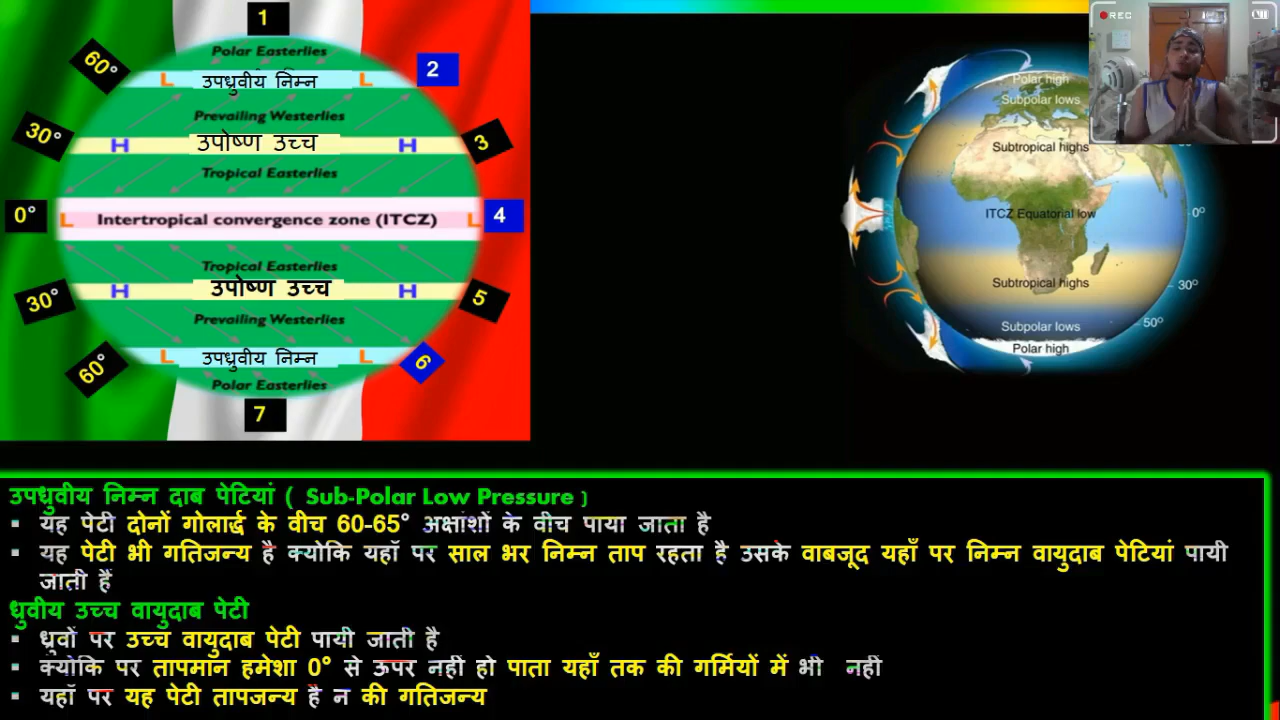 1
Polar Easterlies
60°
उपध्रुवीय निम्न
L
L
2
Prevailing Westerlies
30°
H
उपोष्ण उच्च
H
3
Tropical Easterlies
0°
L
Intertropical convergence zone (ITCZ)
L
4
Tropical Easterlies
30°
H
उपोष्ण उच्च
H
5
Prevailing Westerlies
60°
L
उपध्रुवीय निम्न
L
6
Polar Easterlies
7
Polar high
Subpolar lows
Subtropical highs
ITCZ Equatorial low
0°
Subtropical highs
30°
Subpolar lows
50°
Polar high
REC
उपध्रुवीय निम्न दाब पेटियां ( Sub-Polar Low Pressure )
▪ यह पेटी दोनों गोलार्द्ध के वीच 60-65° अक्षांशों के वीच पाया जाता है
▪ यह पेटी भी गतिजन्य है क्योकि यहॉ पर साल भर निम्न ताप रहता है उसके वाबजूद यहाँ पर निम्न वायुदाब पेटियां पायी
जाती हैं
ध्रुवीय उच्च वायुदाब पेटी
▪ ध्रुवों पर उच्च वायुदाब पेटी पायी जाती है
▪ क्योकि पर तापमान हमेशा 0° से ऊपर नहीं हो पाता यहाँ तक की गर्मियों में भी नहीं
▪ यहॉ पर यह पेटी तापजन्य है न की गतिजन्य